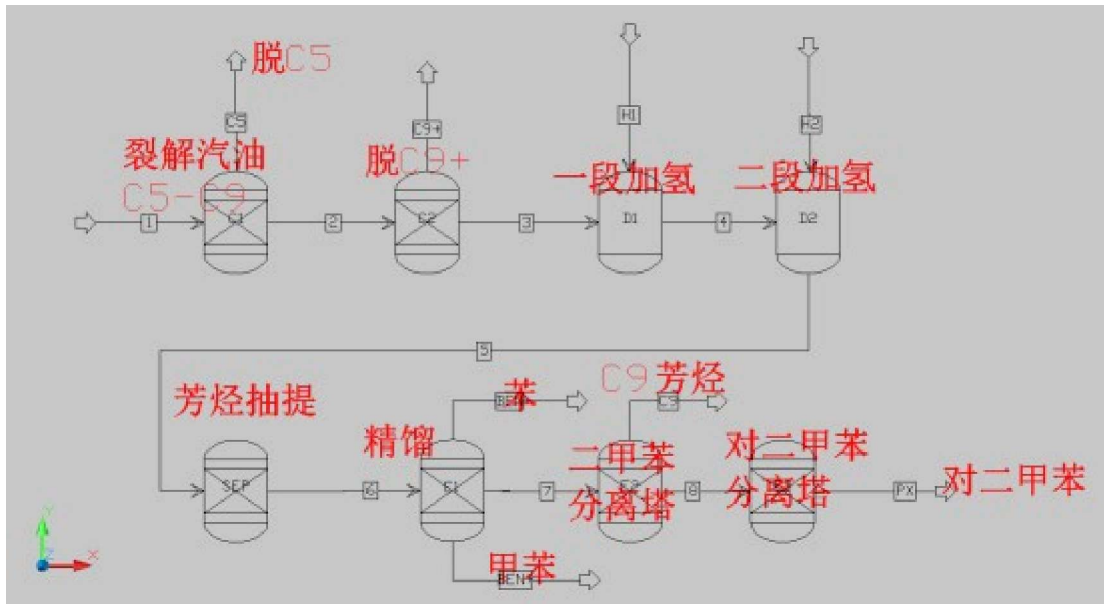 脱C5
C5
C9+
H1
H2
裂解汽油
C5-C9
脱C9+
一段加氢
二段加氢
1
2
3
D1
4
D2
5
芳烃抽提
精馏
苯
C9芳烃
C9
二甲苯
分离塔
对二甲苯
分离塔
SEP
6
E1
7
8
PX
对二甲苯
甲苯
Y
Z
X